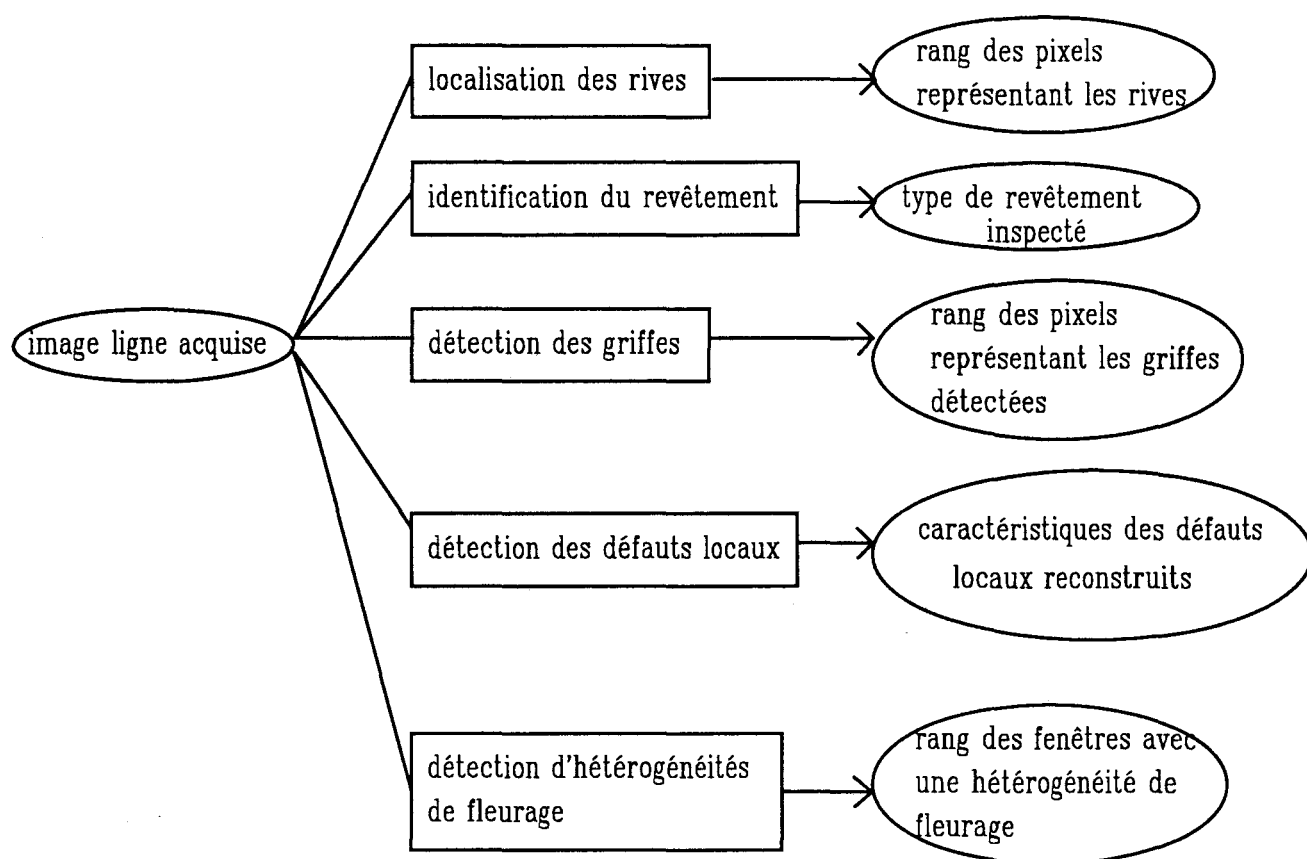 localisation des rives
rang des pixels
représentant les rives
identification du revêtement
type de revêtement
inspecté
image ligne acquise
détection des griffes
rang des pixels
représentant les griffes
détectées
détection des défauts locaux
caractéristiques des défauts
locaux reconstruits
détection d'hétérogénéités
de fleurage
rang des fenêtres avec
une hétérogénéité de
fleurage